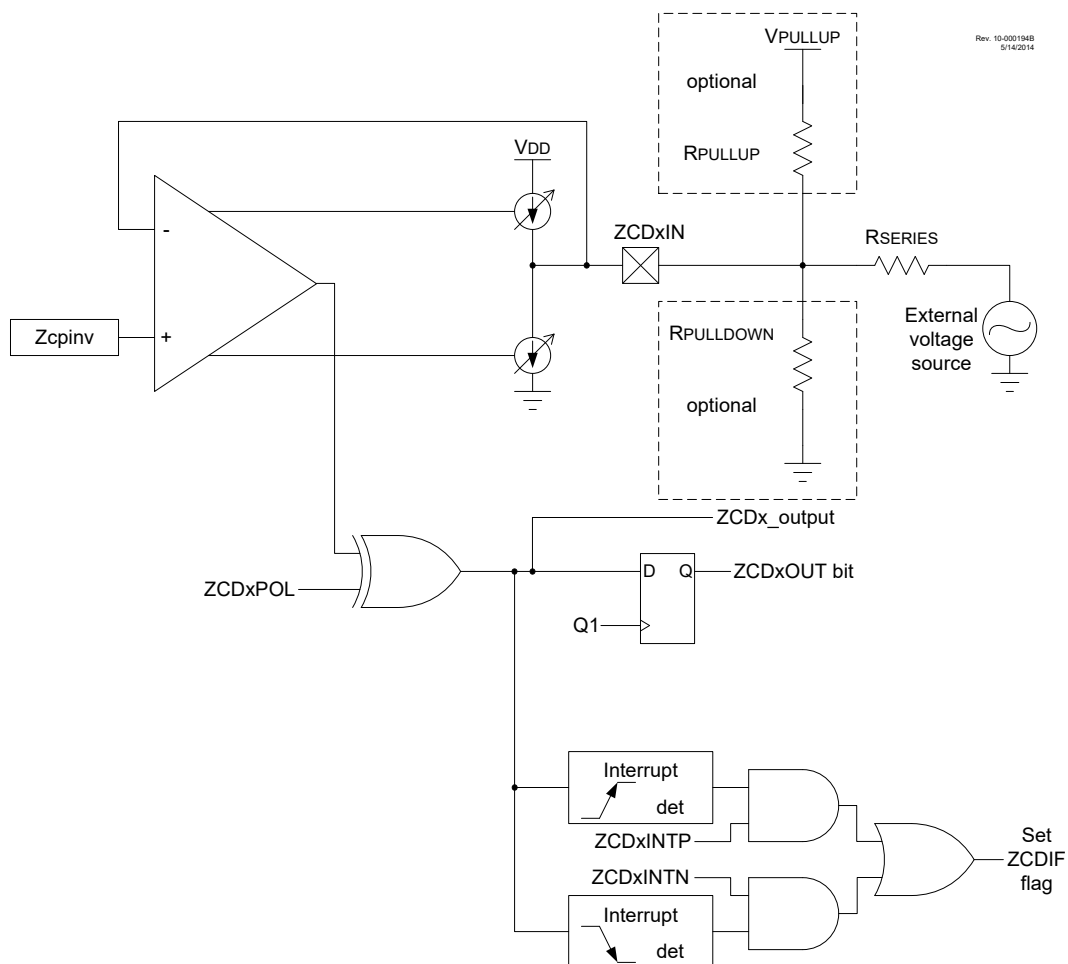 Rev. 10-000194B
5/14/2014
VPULLUP
optional
RPULLUP
VDD
ZCDxIN
RSERIES
-
Zcpinv
+
RPULLDOWN
optional
External
voltage
source
ZCDx_output
ZCDxPOL
D
Q
ZCDxOUT bit
Q1
Interrupt
det
ZCDxINTP
ZCDxINTN
Set
ZCDIF
flag
Interrupt
det